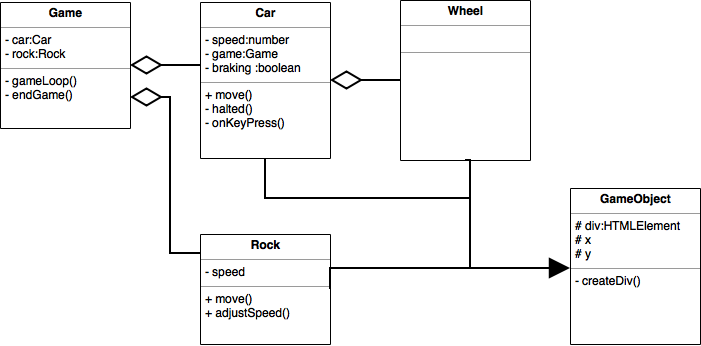 Game
- car:Car
- rock:Rock
- gameLoop()
- endGame()
Car
- speed:number
- game:Game
- braking :boolean
+ move()
- halted()
- onKeyPress()
Wheel
Rock
- speed
+ move()
+ adjustSpeed()
GameObject
# div:HTMLElement
# x
# y
- createDiv()